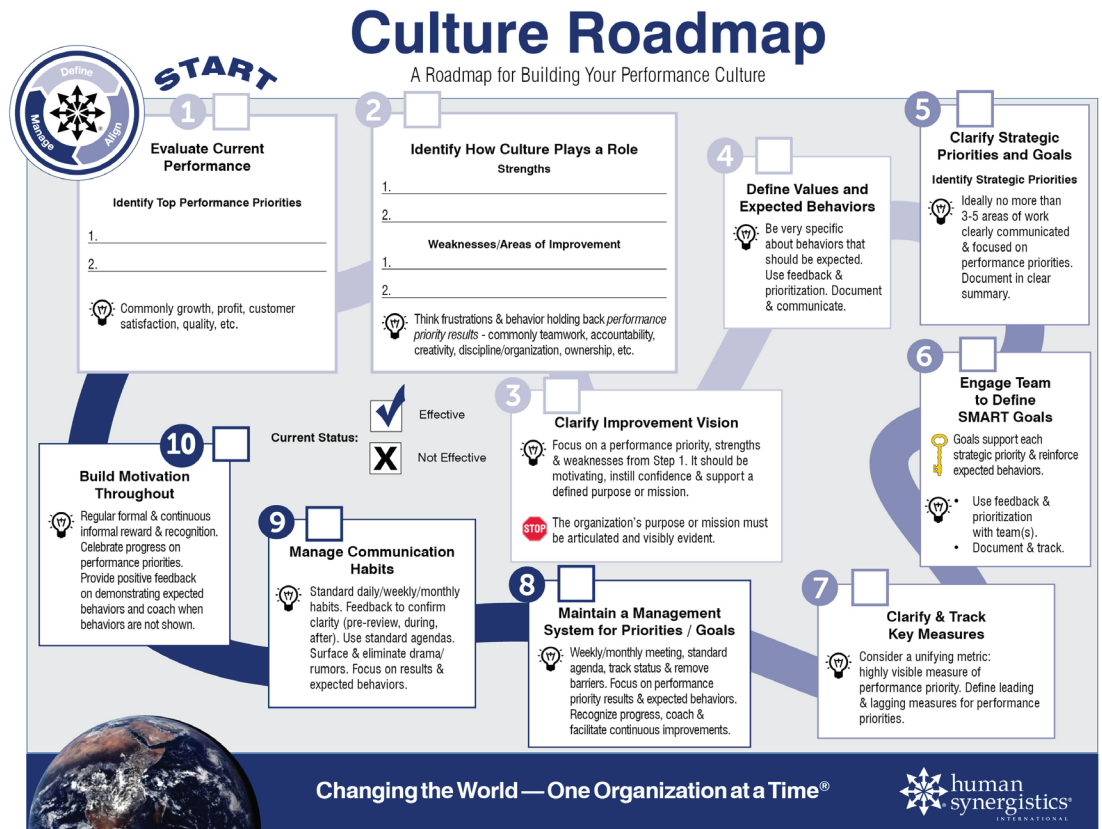 Culture Roadmap
A Roadmap for Building Your Performance Culture
Define
Align
Manage
START
1
Evaluate Current
Performance
Identify Top Performance Priorities
1.
2.
Commonly growth, profit, customer
satisfaction, quality, etc.
2
Identify How Culture Plays a Role
Strengths
1.
2.
Weaknesses/Areas of Improvement
1.
2.
Think frustrations & behavior holding back performance
priority results - commonly teamwork, accountability,
creativity, discipline/organization, ownership, etc.
3
Clarify Improvement Vision
Focus on a performance priority, strengths
& weaknesses from Step 1. It should be
motivating, instill confidence & support a
defined purpose or mission.
STOP
The organization's purpose or mission must
be articulated and visibly evident.
4
Define Values and
Expected Behaviors
Be very specific
about behaviors that
should be expected.
Use feedback &
prioritization. Document
& communicate.
5
Clarify Strategic
Priorities and Goals
Identify Strategic Priorities
Ideally no more than
3-5 areas of work
clearly communicated
& focused on
performance priorities.
Document in clear
summary.
6
Engage Team
to Define
SMART Goals
Goals support each
strategic priority & reinforce
expected behaviors.
• Use feedback &
prioritization
with team(s).
• Document & track.
7
Clarify & Track
Key Measures
Consider a unifying metric:
highly visible measure of
performance priority. Define leading
& lagging measures for performance
priorities.
8
Maintain a Management
System for Priorities / Goals
Weekly/monthly meeting, standard
agenda, track status & remove
barriers. Focus on performance
priority results & expected behaviors.
Recognize progress, coach &
facilitate continuous improvements.
9
Manage Communication
Habits
Standard daily/weekly/monthly
habits. Feedback to confirm
clarity (pre-review, during,
after). Use standard agendas.
Surface & eliminate drama/
rumors. Focus on results &
expected behaviors.
10
Build Motivation
Throughout
Regular formal & continuous
informal reward & recognition.
Celebrate progress on
performance priorities.
Provide positive feedback
on demonstrating expected
behaviors and coach when
behaviors are not shown.
Current Status:
Effective
X
Not Effective
Changing the World — One Organization at a Time®
human
synergistics®
INTERNATIONAL